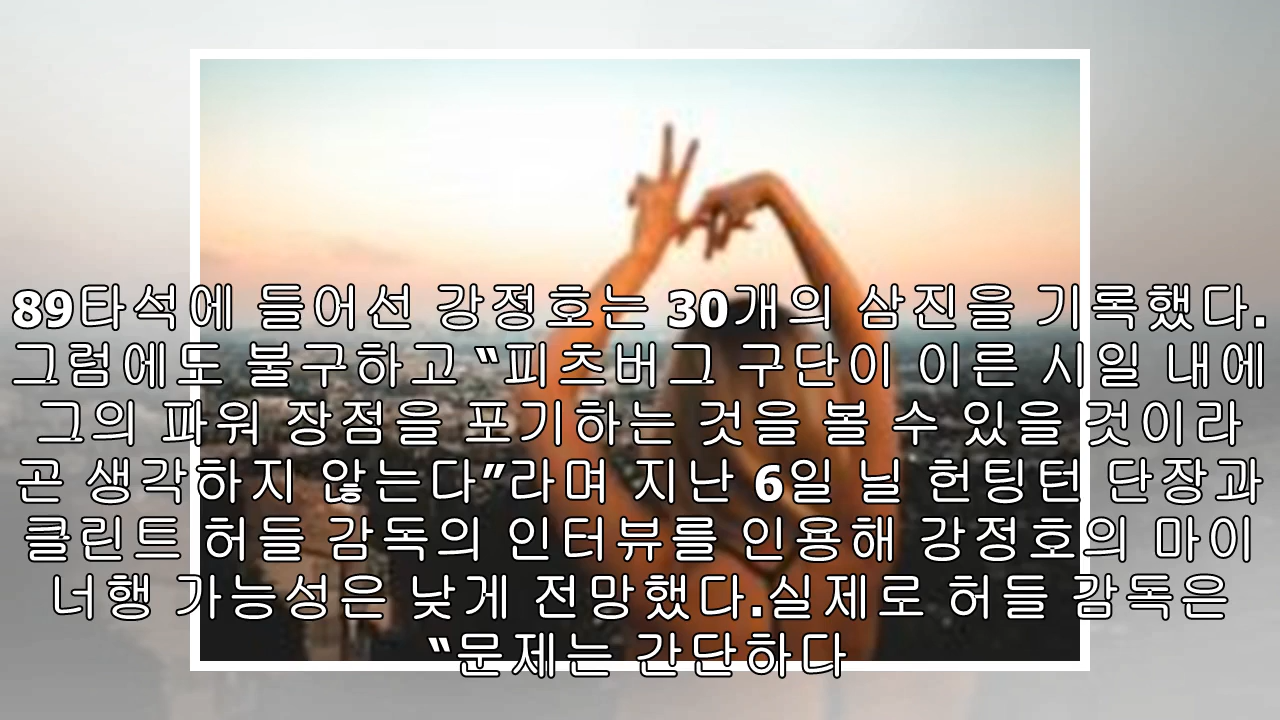 89타석에 들어선 강정호는 30개의 삼진을 기록했다.
그럼에도 불구하고 “피츠버그 구단이 이른 시일 내에
그의 파워 장점을 포기하는 것을 볼 수 있을 것이라
곤 생각하지 않는다”라며 지난 6일 닐 헌팅턴 단장과
클린트 허들 감독의 인터뷰를 인용해 강정호의 마이
너행 가능성은 낮게 전망했다.실제로 허들 감독은
“문제는 간단하다